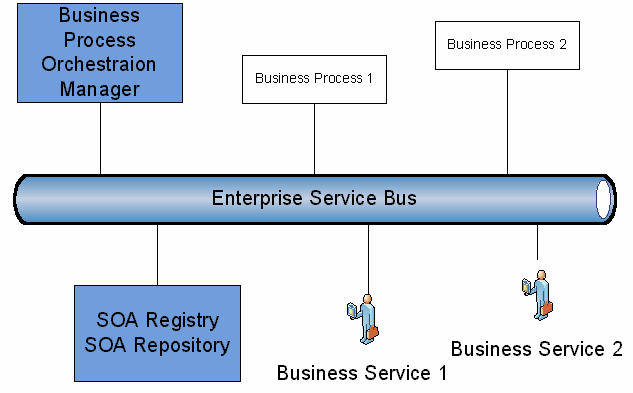 Business
Process
Orchestraion
Manager
Business Process 1
Business Process 2
Enterprise Service Bus
SOA Registry
SOA Repository
Business Service 1
Business Service 2